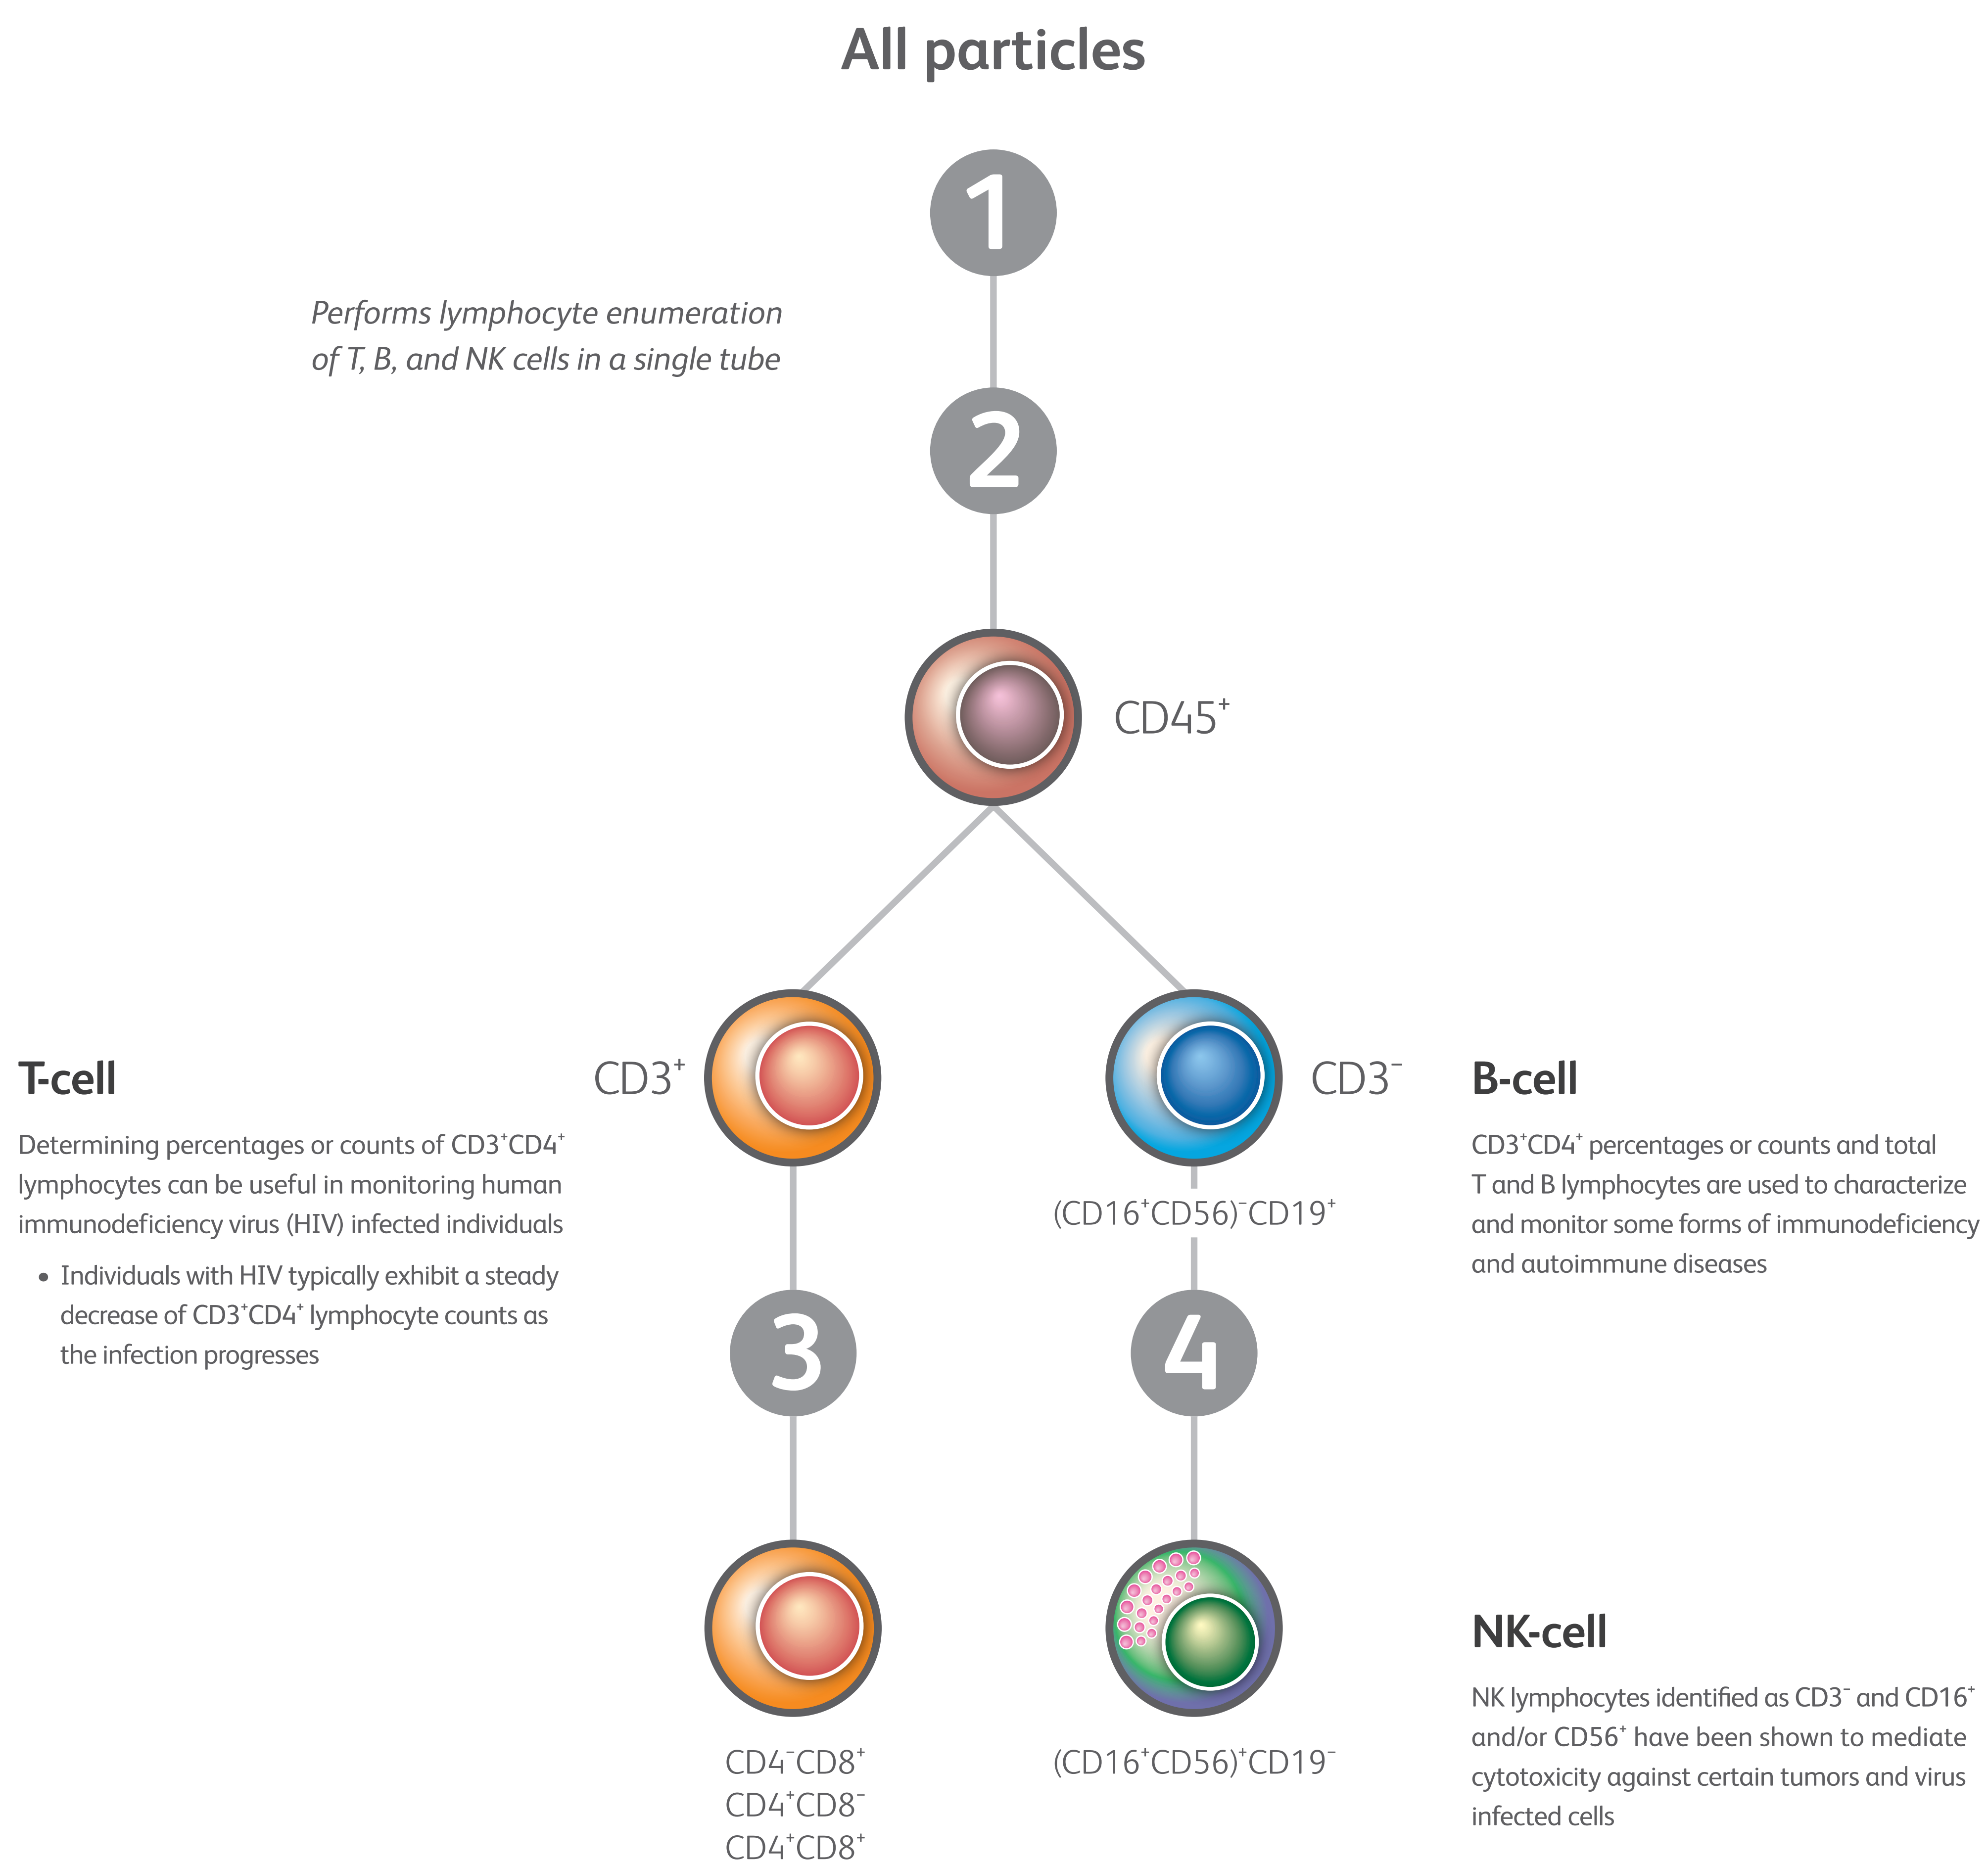 All particles
1
Performs lymphocyte enumeration
of T, B, and NK cells in a single tube
2
CD45⁺
T-cell
Determining percentages or counts of CD3⁺CD4⁺
lymphocytes can be useful in monitoring human
immunodeficiency virus (HIV) infected individuals
• Individuals with HIV typically exhibit a steady
decrease of CD3⁺CD4⁺ lymphocyte counts as
the infection progresses
CD3⁺
CD3⁻
(CD16⁺CD56)⁻CD19⁺
B-cell
CD3⁺CD4⁺ percentages or counts and total
T and B lymphocytes are used to characterize
and monitor some forms of immunodeficiency
and autoimmune diseases
3
4
CD4⁻CD8⁺
CD4⁺CD8⁻
CD4⁺CD8⁺
(CD16⁺CD56)⁺CD19⁻
NK-cell
NK lymphocytes identified as CD3⁻ and CD16⁺
and/or CD56⁺ have been shown to mediate
cytotoxicity against certain tumors and virus
infected cells